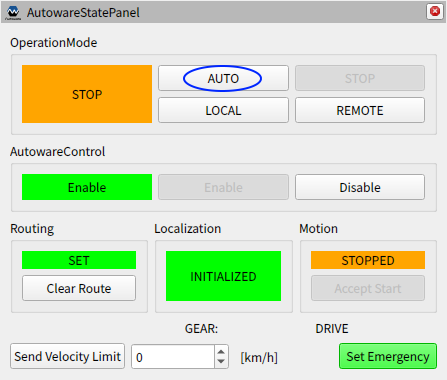 AutowareStatePanel
OperationMode
STOP
AUTO
STOP
LOCAL
REMOTE
AutowareControl
Enable
Enable
Disable
Routing
Localization
Motion
SET
INITIALIZED
STOPPED
Clear Route
Accept Start
GEAR:
DRIVE
Send Velocity Limit
0
[km/h]
Set Emergency